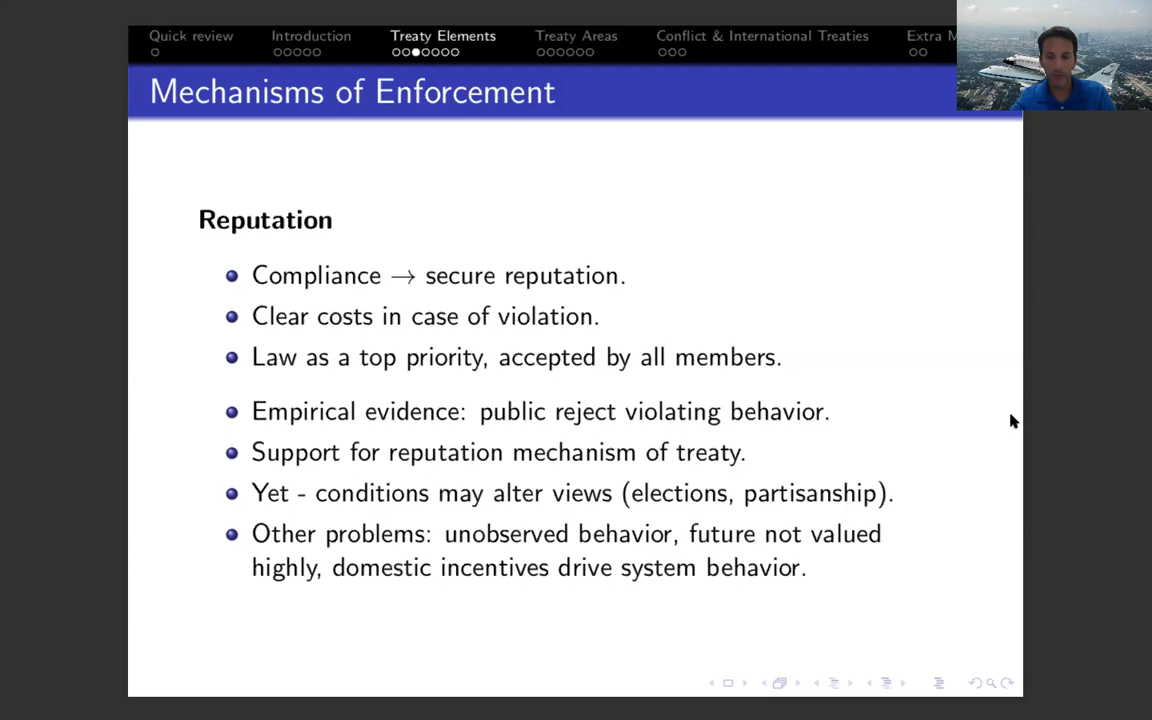 Quick review
Introduction
Treaty Elements
Treaty Areas
Conflict & International Treaties
Extra M
Mechanisms of Enforcement
Reputation
Compliance → secure reputation.
Clear costs in case of violation.
Law as a top priority, accepted by all members.
Empirical evidence: public reject violating behavior.
Support for reputation mechanism of treaty.
Yet - conditions may alter views (elections, partisanship).
Other problems: unobserved behavior, future not valued
highly, domestic incentives drive system behavior.